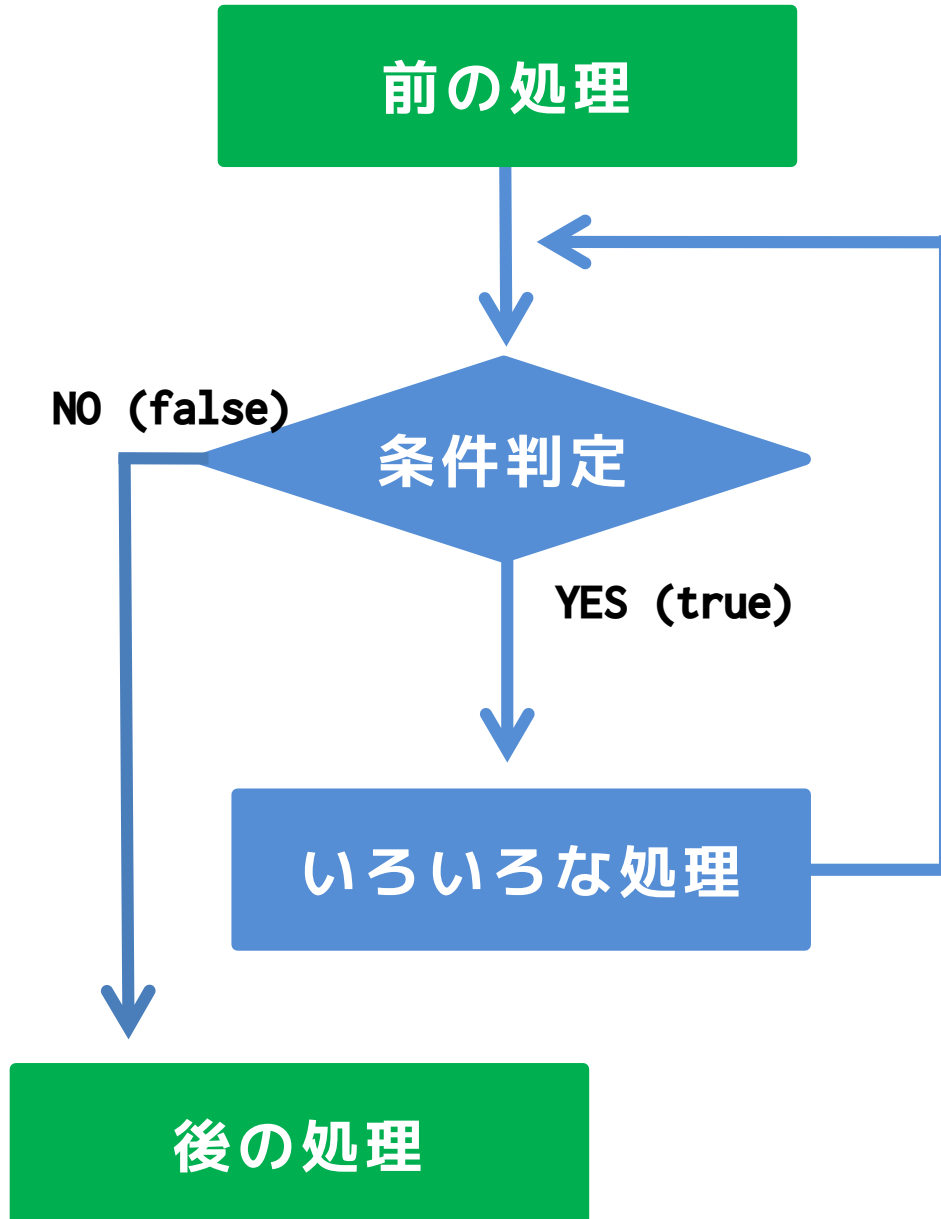 前の処理
NO (false)
条件判定
YES (true)
いろいろな処理
後の処理